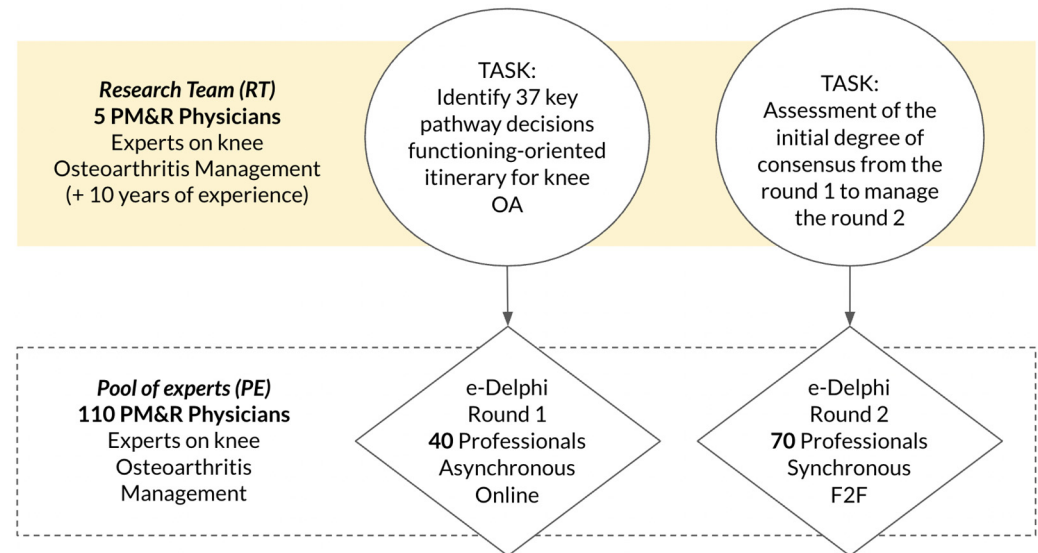 Research Team (RT)
5 PM&R Physicians
Experts on knee
Osteoarthritis Management
(+ 10 years of experience)
TASK:
Identify 37 key
pathway decisions
functioning-oriented
itinerary for knee
OA
TASK:
Assessment of the
initial degree of
consensus from the
round 1 to manage
the round 2
Pool of experts (PE)
110 PM&R Physicians
Experts on knee
Osteoarthritis
Management
e-Delphi
Round 1
40 Professionals
Asynchronous
Online
e-Delphi
Round 2
70 Professionals
Synchronous
F2F